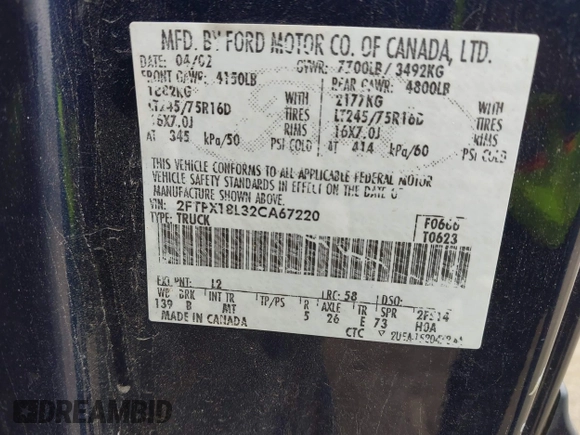 MFD. BY FORD MOTOR CO. OF CANADA, LTD.
DATE: 04/02 GVWR: 7700LB / 3492KG
FRONT GAWR: 4150LB REAR GAWR: 4800LB
1882KG WITH 2177KG WITH
LT245/75R16D TIRES LT245/75R16D TIRES
16X7.0J RIMS 16X7.0J RIMS
AT 345 kPa/50 PSI COLD AT 414 kPa/60 PSI COLD
THIS VEHICLE CONFORMS TO ALL APPLICABLE FEDERAL MOTOR
VEHICLE SAFETY STANDARDS IN EFFECT ON THE DATE OF
MANUFACTURE SHOWN ABOVE.
VIN: 2FTPX18L32CA67220 F0666
TYPE: TRUCK T0623
EXT PNT: L2 RC: 58 DSO:
WB BRK INT TR TP/PS R AXLE TR SPR 2FS14
139 B MT 5 26 E 73 H0A
MADE IN CANADA CTC
DREAMBID